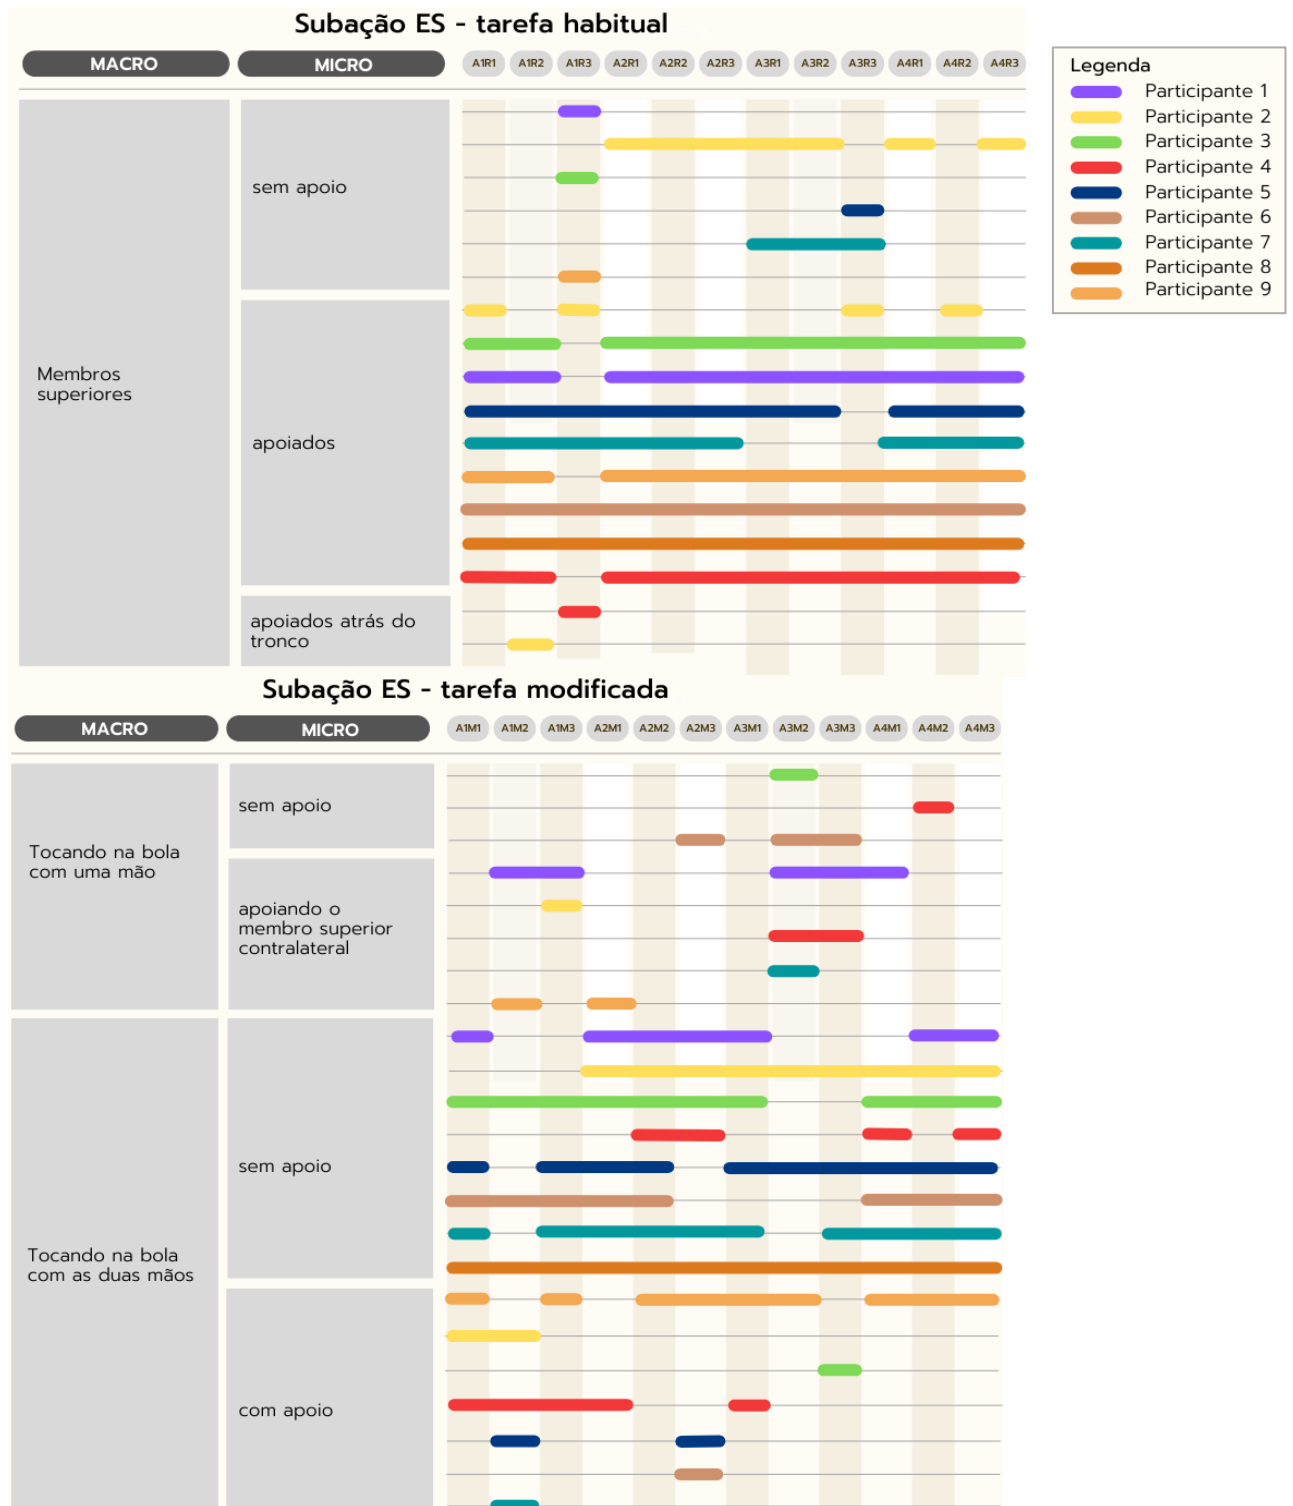 Subação ES - tarefa habitual
MACRO
MICRO
A1R1
A1R2
A1R3
A2R1
A2R2
A2R3
A3R1
A3R2
A3R3
A4R1
A4R2
A4R3
Legenda
Participante 1
Participante 2
Participante 3
Participante 4
Participante 5
Participante 6
Participante 7
Participante 8
Participante 9
Membros
superiores
sem apoio
apoiados
apoiados atrás do
tronco
Subação ES - tarefa modificada
MACRO
MICRO
A1M1
A1M2
A1M3
A2M1
A2M2
A2M3
A3M1
A3M2
A3M3
A4M1
A4M2
A4M3
Tocando na bola
com uma mão
sem apoio
apoiando o
membro superior
contralateral
Tocando na bola
com as duas mãos
sem apoio
com apoio